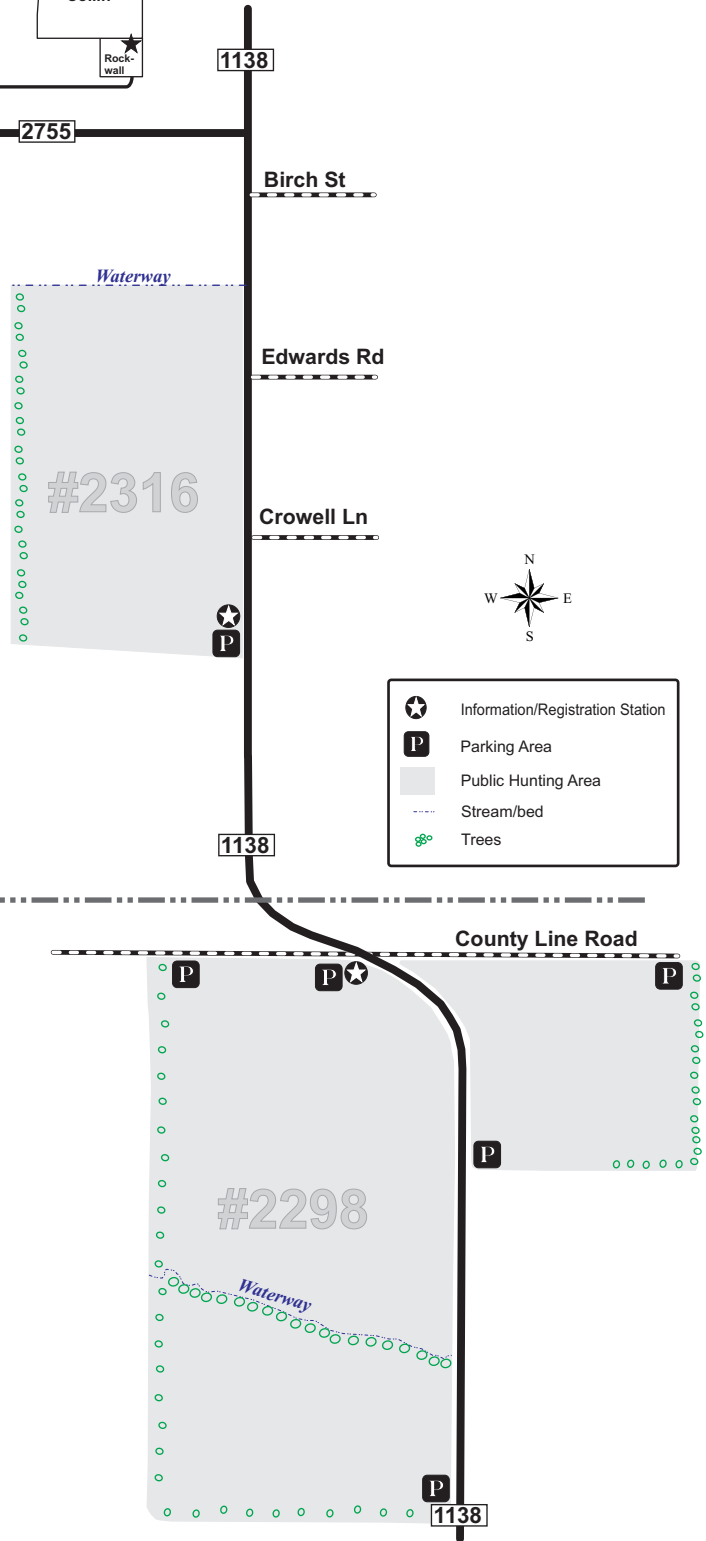 Rock-
wall
1138
2755
Birch St
Waterway
Edwards Rd
#2316
Crowell Ln
N
W E
S
P
Information/Registration Station
P Parking Area
Public Hunting Area
Stream/bed
Trees
1138
County Line Road
P P P
P
#2298
Waterway
P
1138